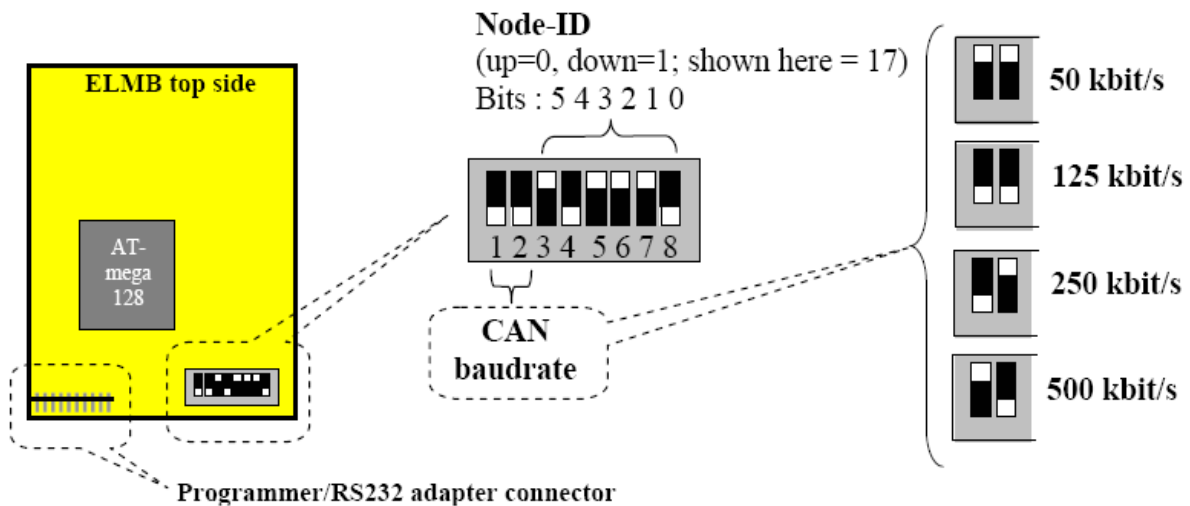 ELMB top side
AT-
mega
128
Programmer/RS232 adapter connector
Node-ID
(up=0, down=1; shown here = 17)
Bits : 5 4 3 2 1 0
1 2 3 4 5 6 7 8
CAN
baudrate
50 kbit/s
125 kbit/s
250 kbit/s
500 kbit/s